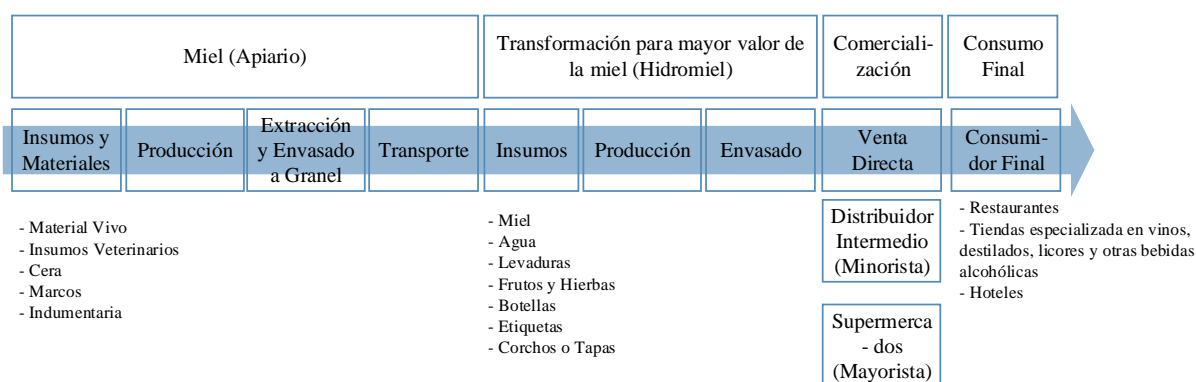 Miel (Apiario)
Transformación para mayor valor de
la miel (Hidromiel)
Comerciali-
zación
Consumo
Final
Insumos y
Materiales
Producción
Extracción
y Envasado
a Granel
Transporte
Insumos
Producción
Envasado
Venta
Directa
Consumi-
dor Final
- Material Vivo
- Insumos Veterinarios
- Cera
- Marcos
- Indumentaria
- Miel
- Agua
- Levaduras
- Frutos y Hierbas
- Botellas
- Etiquetas
- Corchos o Tapas
Distribuidor
Intermedio
(Minorista)
Supermerca
- dos
(Mayorista)
- Restaurantes
- Tiendas especializada en vinos,
destilados, licores y otras bebidas
alcohólicas
- Hoteles